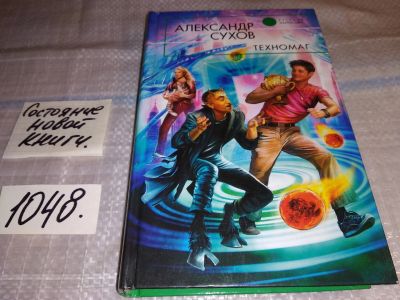 АЛЕКСАНДР
СУХОВ
ТЕХНОМАГ
Состояние
новой
книги.
1048.